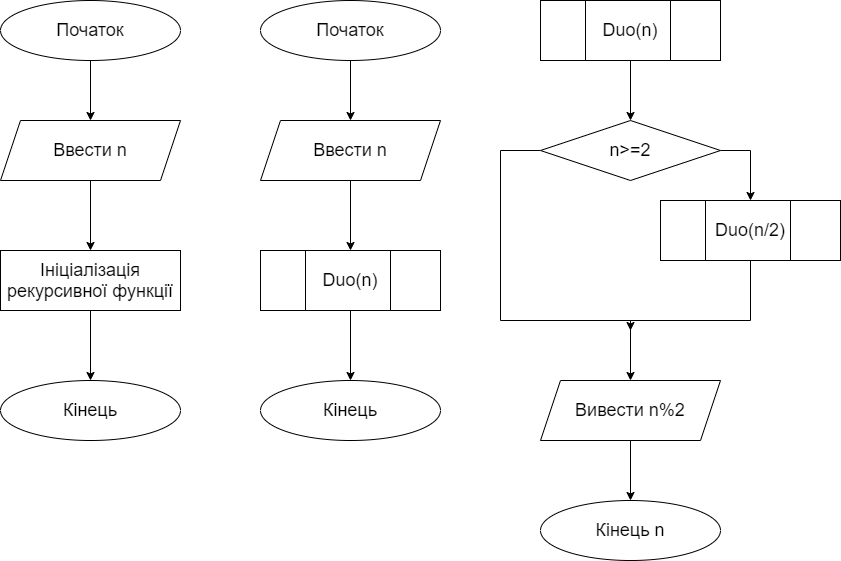 Початок
Ввести n
Ініціалізація
рекурсивної функції
Кінець
Початок
Ввести n
Duo(n)
Кінець
Duo(n)
n>=2
Duo(n/2)
Вивести n%2
Кінець n